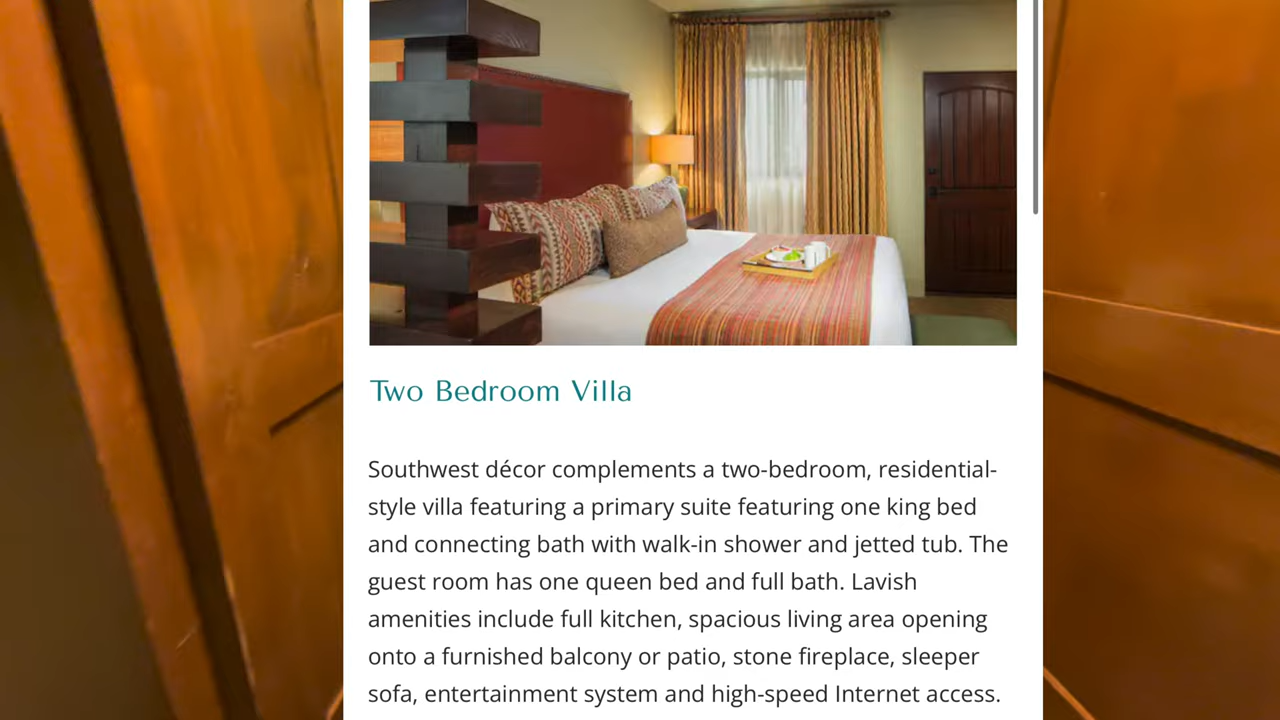 Two Bedroom Villa
Southwest décor complements a two-bedroom, residential-
style villa featuring a primary suite featuring one king bed
and connecting bath with walk-in shower and jetted tub. The
guest room has one queen bed and full bath. Lavish
amenities include full kitchen, spacious living area opening
onto a furnished balcony or patio, stone fireplace, sleeper
sofa, entertainment system and high-speed Internet access.